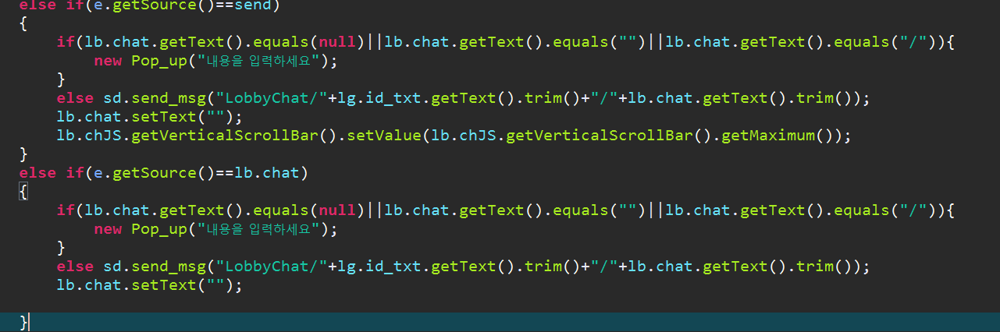 else if(e.getSource()==send)
{
    if(lb.chat.getText().equals(null)||lb.chat.getText().equals("")||lb.chat.getText().equals("/")){
        new Pop_up("내용을 입력하세요");
    }
    else sd.send_msg("LobbyChat/"+lg.id_txt.getText().trim()+"/"+lb.chat.getText().trim());
    lb.chat.setText("");
    lb.chJS.getVerticalScrollBar().setValue(lb.chJS.getVerticalScrollBar().getMaximum());
}
else if(e.getSource()==lb.chat)
{
    if(lb.chat.getText().equals(null)||lb.chat.getText().equals("")||lb.chat.getText().equals("/")){
        new Pop_up("내용을 입력하세요");
    }
    else sd.send_msg("LobbyChat/"+lg.id_txt.getText().trim()+"/"+lb.chat.getText().trim());
    lb.chat.setText("");
}